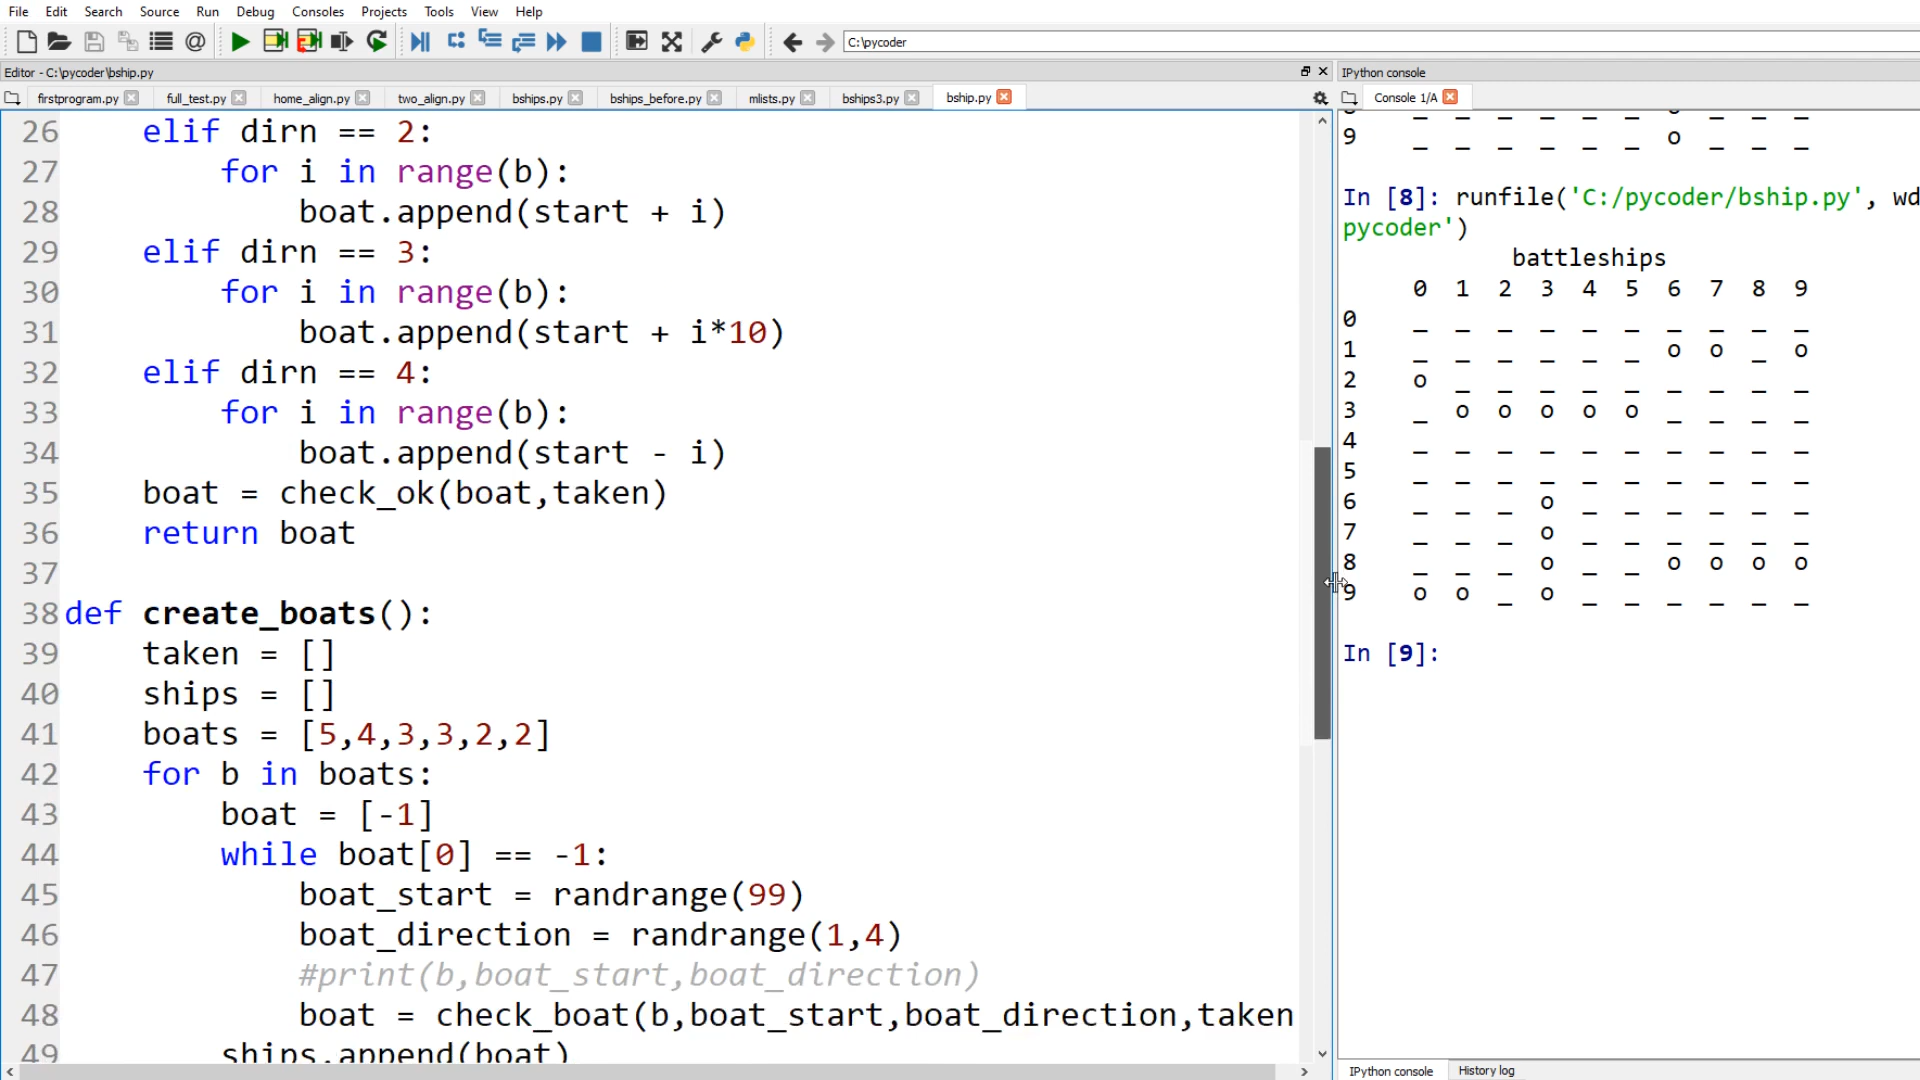 File Edit Search Source Run Debug Consoles Projects Tools View Help
C:\pycoder
Editor - C:\pycoder\bship.py
firstprogram.py full_test.py home_align.py two_align.py bships.py bships_before.py mlists.py bships3.py bship.py
26 elif dirn == 2:
27 for i in range(b):
28 boat.append(start + i)
29 elif dirn == 3:
30 for i in range(b):
31 boat.append(start + i*10)
32 elif dirn == 4:
33 for i in range(b):
34 boat.append(start - i)
35 boat = check_ok(boat,taken)
36 return boat
37
38 def create_boats():
39 taken = []
40 ships = []
41 boats = [5,4,3,3,2,2]
42 for b in boats:
43 boat = [-1]
44 while boat[0] == -1:
45 boat_start = randrange(99)
46 boat_direction = randrange(1,4)
47 #print(b,boat_start,boat_direction)
48 boat = check_boat(b,boat_start,boat_direction,taken
49 ships.append(boat)
IPython console
Console 1/A
9 _ _ _ _ _ _ o _ _ _
In [8]: runfile('C:/pycoder/bship.py', wd
pycoder')
battleships
0 1 2 3 4 5 6 7 8 9
0 _ _ _ _ _ _ _ _ _ _
1 _ _ _ _ _ _ o o _ o
2 o _ _ _ _ _ _ _ _ _
3 _ o o o o o _ _ _ _
4 _ _ _ _ _ _ _ _ _ _
5 _ _ _ _ _ _ _ _ _ _
6 _ _ _ o _ _ _ _ _ _
7 _ _ _ o _ _ _ _ _ _
8 _ _ _ o _ _ o o o o
9 o o _ o _ _ _ _ _ _
In [9]:
IPython console History log